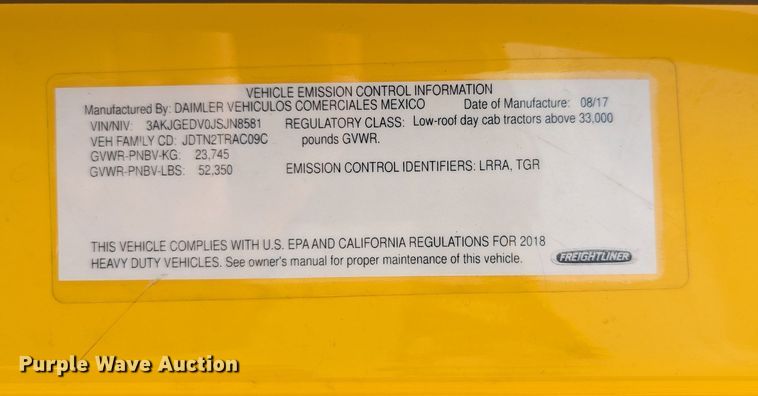 VEHICLE EMISSION CONTROL INFORMATION
Manufactured By: DAIMLER VEHICULOS COMERCIALES MEXICO Date of Manufacture: 08/17
VIN/NIV: 3AKJGEDV0JSJN8581 REGULATORY CLASS: Low-roof day cab tractors above 33,000
VEH FAMILY CD: JDTN2TRAC09C pounds GVWR.
GVWR-PNBV-KG: 23,745
GVWR-PNBV-LBS: 52,350 EMISSION CONTROL IDENTIFIERS: LRRA, TGR
THIS VEHICLE COMPLIES WITH U.S. EPA AND CALIFORNIA REGULATIONS FOR 2018
HEAVY DUTY VEHICLES. See owner's manual for proper maintenance of this vehicle.
FREIGHTLINER
Purple Wave Auction